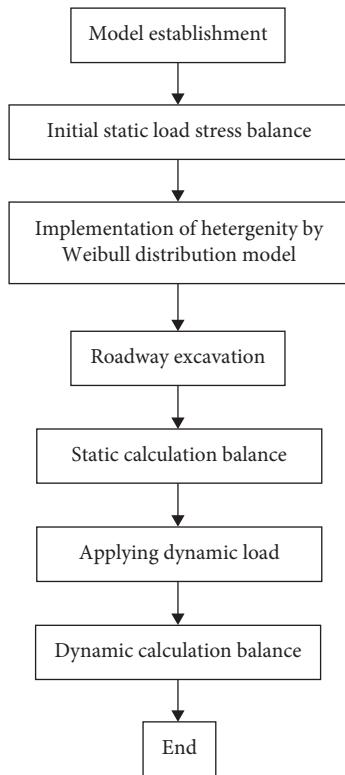 Model establishment
Initial static load stress balance
Implementation of hetergenity by
Weibull distribution model
Roadway excavation
Static calculation balance
Applying dynamic load
Dynamic calculation balance
End